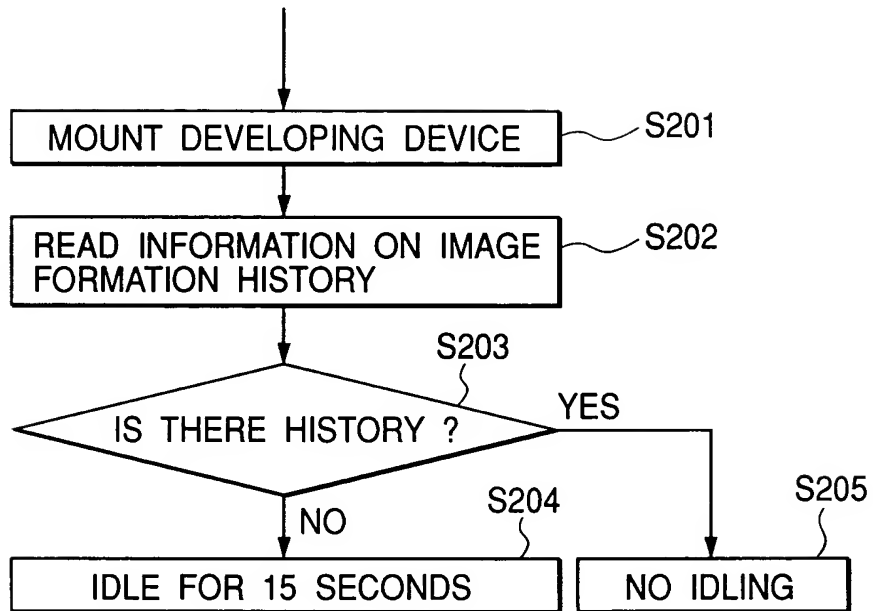 MOUNT DEVELOPING DEVICE
S201
READ INFORMATION ON IMAGE
FORMATION HISTORY
S202
S203
IS THERE HISTORY ?
YES
NO
S204
S205
IDLE FOR 15 SECONDS
NO IDLING